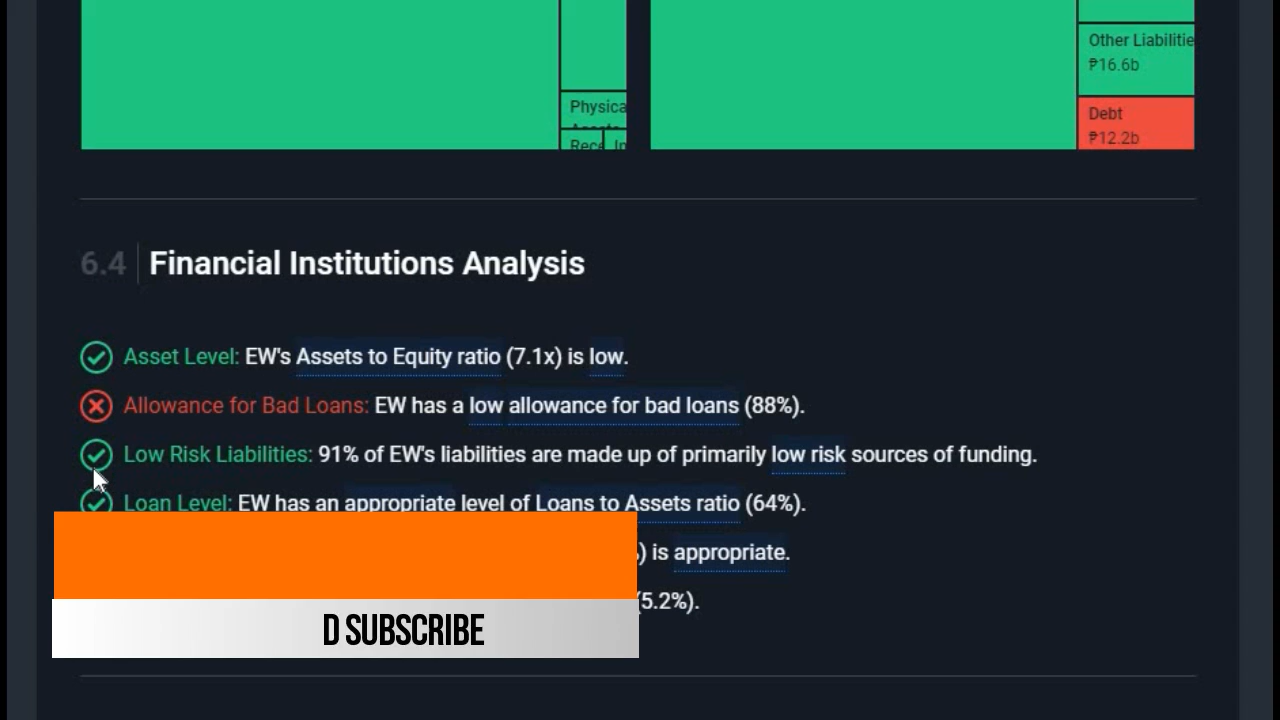 Other Liabilitie
₱16.6b
Physica
Debt
₱12.2b
6.4 Financial Institutions Analysis
Asset Level: EW's Assets to Equity ratio (7.1x) is low.
Allowance for Bad Loans: EW has a low allowance for bad loans (88%).
Low Risk Liabilities: 91% of EW's liabilities are made up of primarily low risk sources of funding.
Loan Level: EW has an appropriate level of Loans to Assets ratio (64%).
) is appropriate.
(5.2%).
D SUBSCRIBE